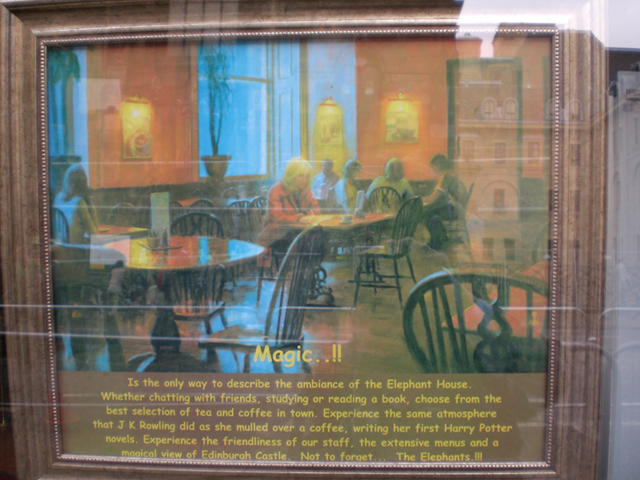 Magic..!!
Is the only way to describe the ambiance of the Elephant House.
Whether chatting with friends, studying or reading a book, choose from the
best selection of tea and coffee in town. Experience the same atmosphere
that J K Rowling did as she mulled over a coffee, writing her first Harry Potter
novels. Experience the friendliness of our staff, the extensive menus and a
magical view of Edinburgh Castle. Not to forget... The Elephants.!!!